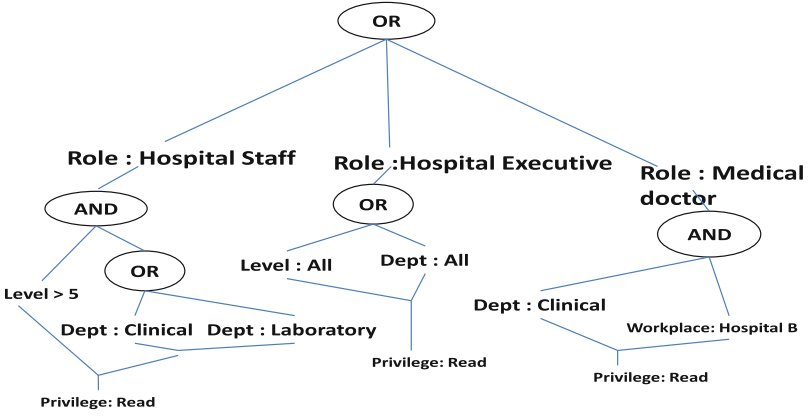 OR
Role : Hospital Staff
Role :Hospital Executive
Role : Medical
doctor
AND
OR
AND
OR
Level : All
Dept : All
Level > 5
Dept : Clinical
Dept : Clinical
Dept : Laboratory
Workplace: Hospital B
Privilege: Read
Privilege: Read
Privilege: Read